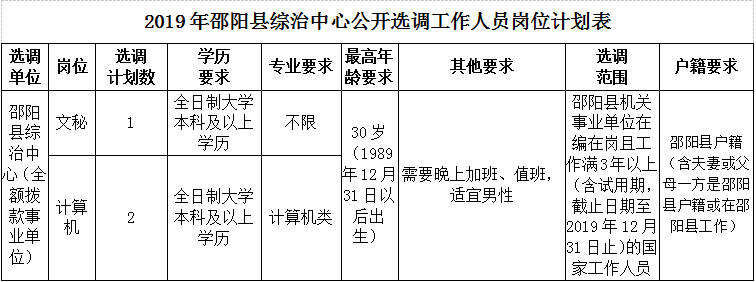 2019年邵阳县综治中心公开选调工作人员岗位计划表
选调
单位
岗位
选调
计划数
学历
要求
专业要求
最高年
龄要求
其他要求
选调
范围
户籍要求
邵阳
县综
治中
心（全
额拨
款事
业单
位）
文秘
1
全日制大学
本科及以上
学历
不限
30岁
（1989
年12月
31日以
后出
生）
需要晚上加班、值班，
适宜男性
邵阳县机关
事业单位在
编在岗且工
作满3年以上
（含试用期，
截止日期至
2019年12月
31日止）的国
家工作人员
邵阳县户籍
（含夫妻或父
母一方是邵阳
县户籍或在邵
阳县工作）
计算
机
2
全日制大学
本科及以上
学历
计算机类